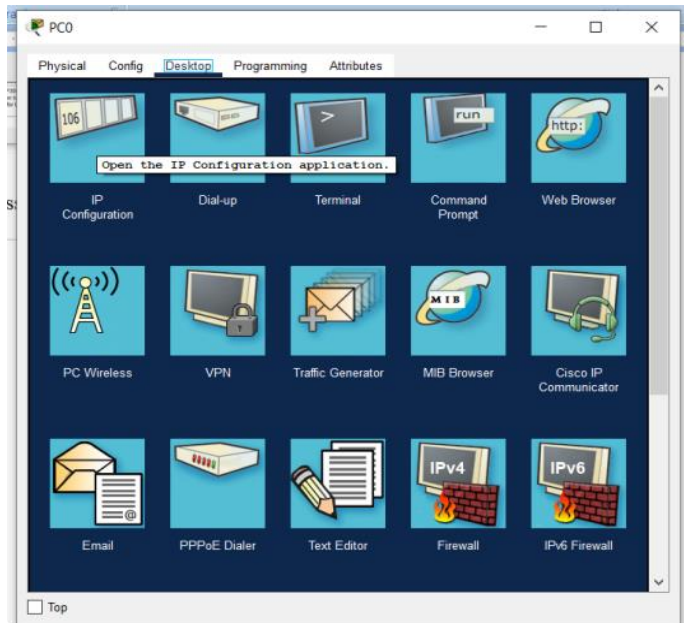 PC0
Physical Config Desktop Programming Attributes
106
>
run
http:
Open the IP Configuration application.
IP
Configuration
Dial-up
Terminal
Command
Prompt
Web Browser
((( )))
MIB
PC Wireless
VPN
Traffic Generator
MIB Browser
Cisco IP
Communicator
@
IPv4
IPv6
Email
PPPoE Dialer
Text Editor
Firewall
IPv6 Firewall
Top